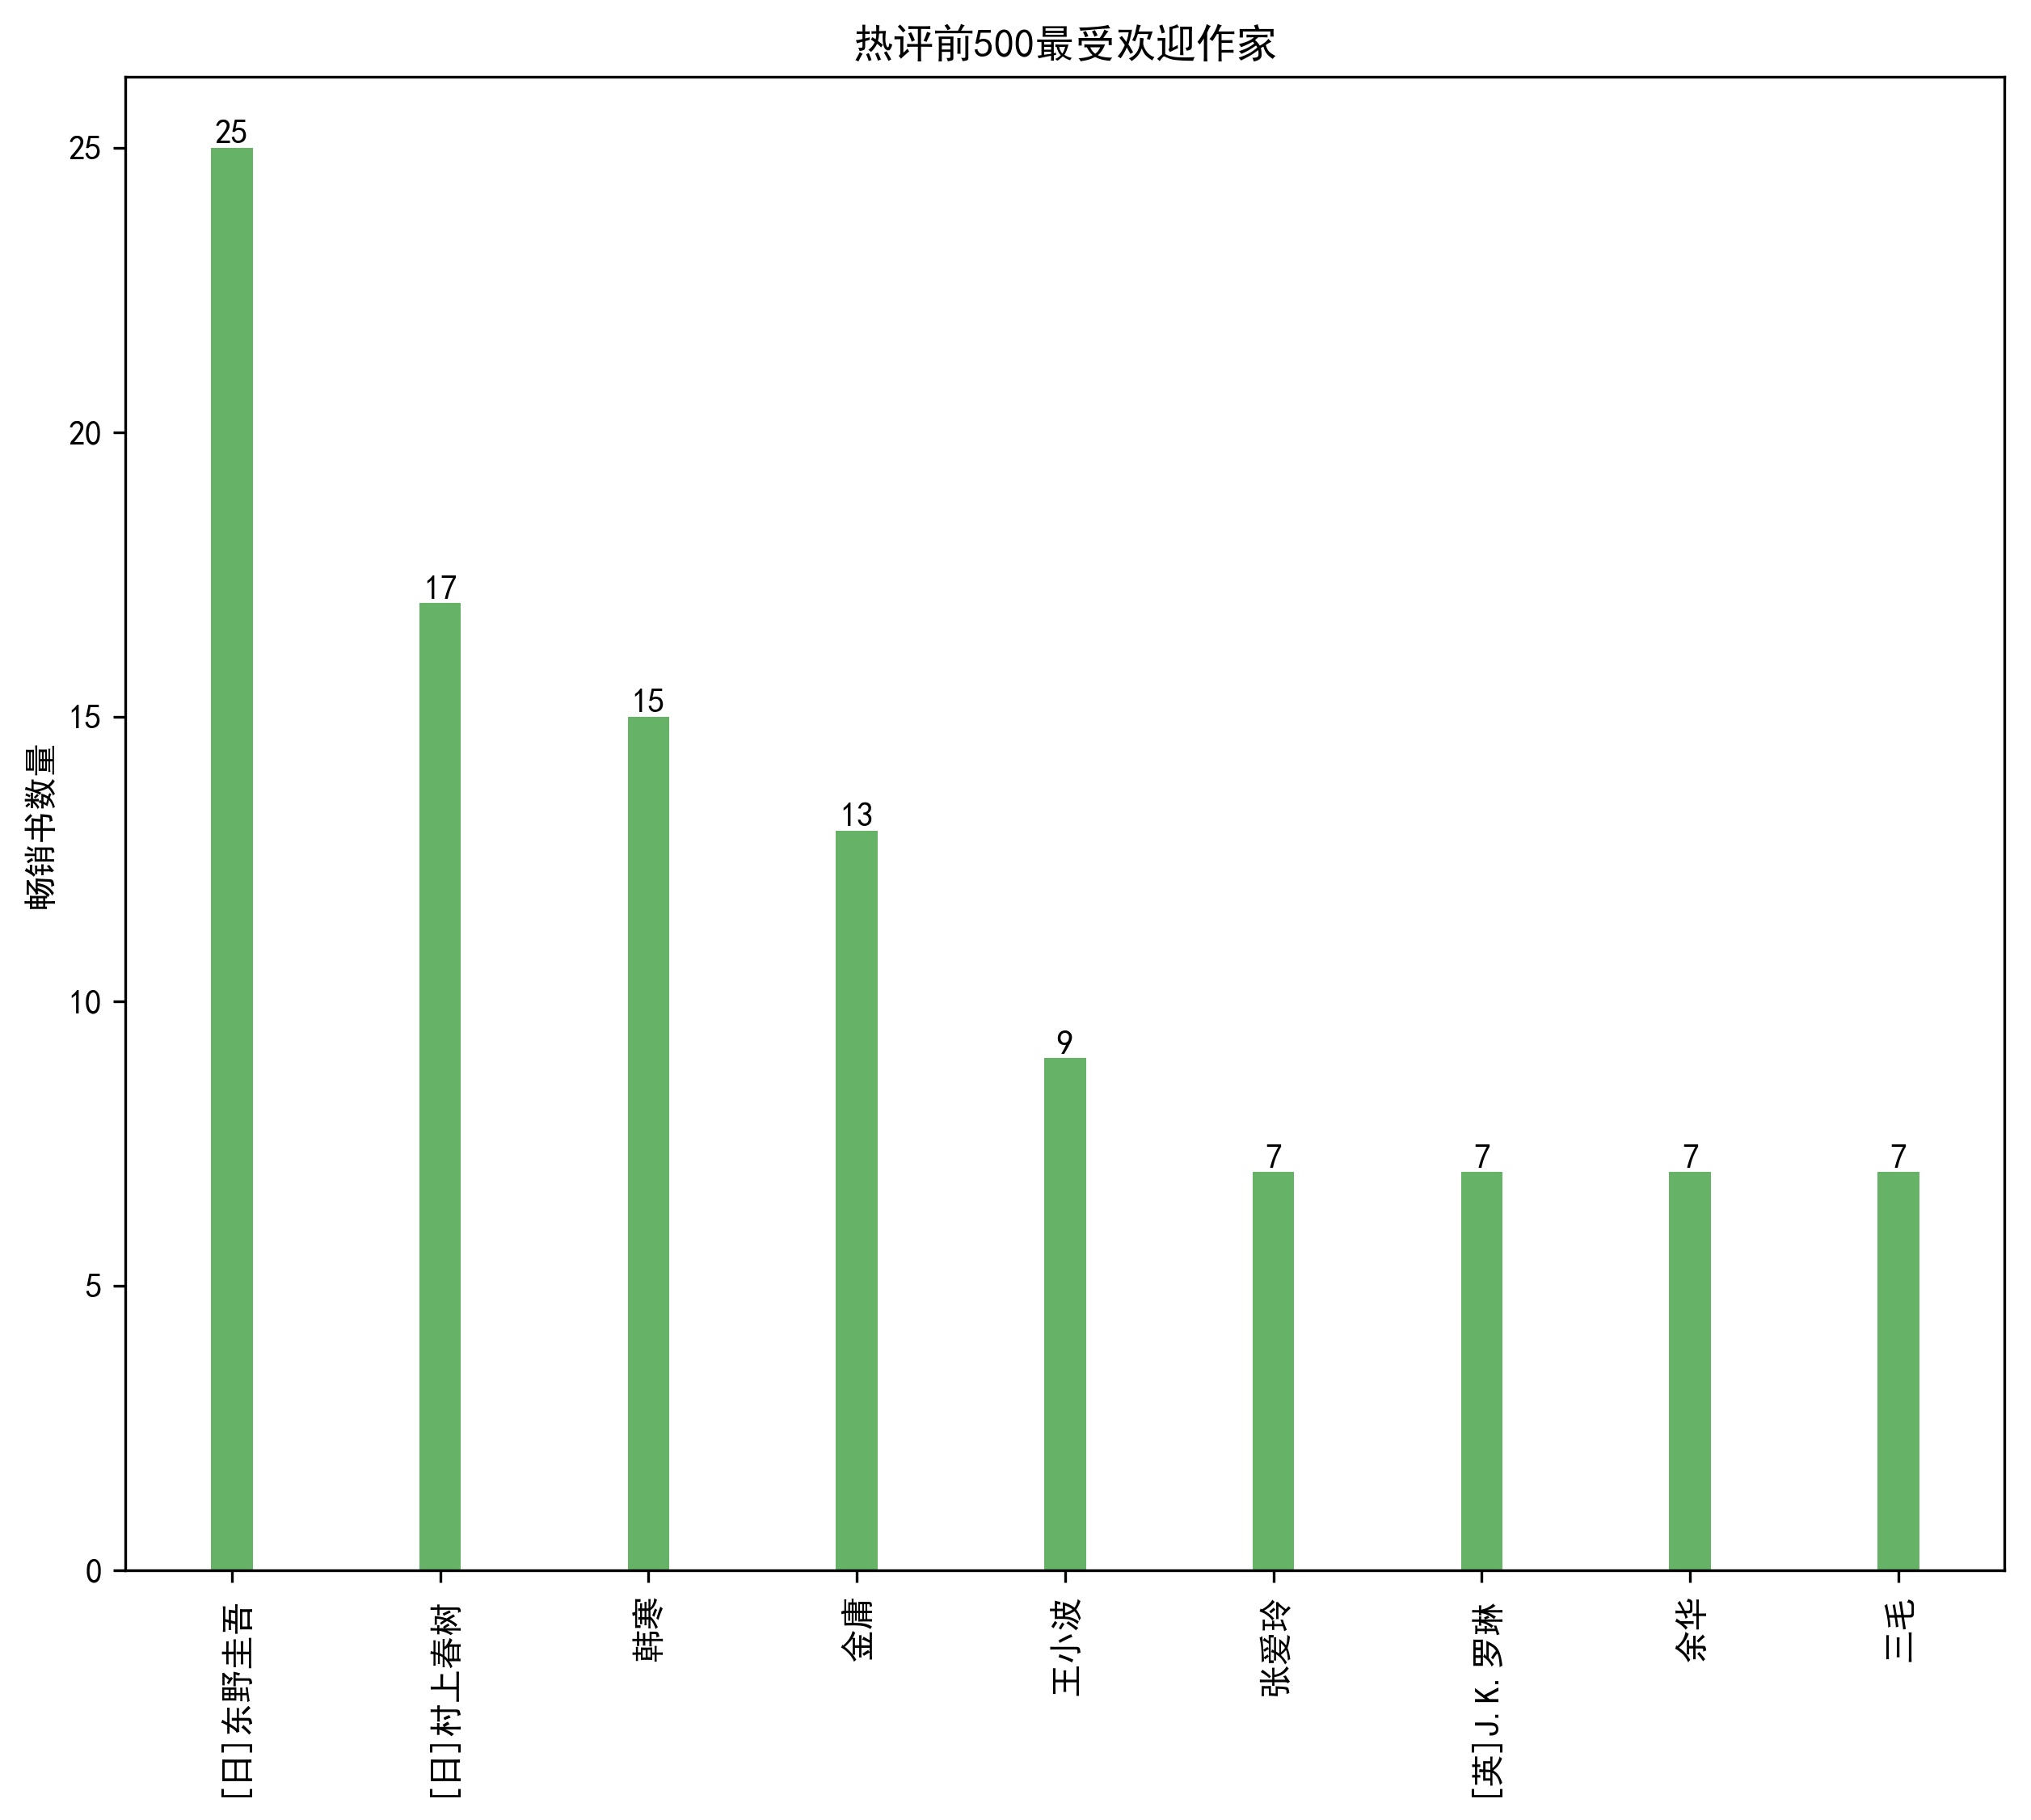 热评前500最受欢迎作家
畅销书数量
25
20
15
10
5
0
25
17
15
13
9
7
7
7
7
[日]东野圭吾
[日]村上春树
韩寒
金庸
王小波
张爱玲
[英]J.K.罗琳
余华
三毛